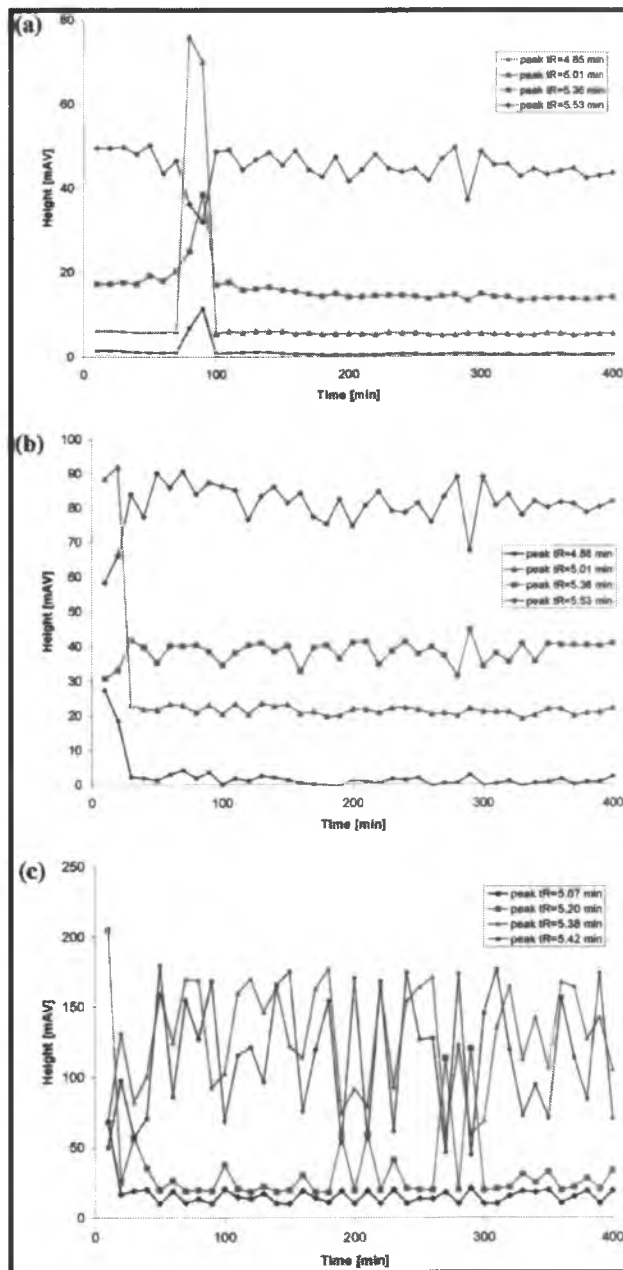 (a)
80
60
40
20
0
Height [mAV]
peak tR=4.85 min
peak tR=5.01 min
peak tR=5.36 min
peak tR=5.53 min
0
100
200
300
400
Time [min]
(b)
100
90
80
70
60
50
40
30
20
10
0
Height [mAV]
peak tR=4.86 min
peak tR=5.01 min
peak tR=5.36 min
peak tR=5.53 min
0
100
200
300
400
Time [min]
(c)
250
200
150
100
50
0
Height [mAV]
peak tR=5.07 min
peak tR=5.20 min
peak tR=5.38 min
peak tR=5.42 min
0
100
200
300
400
Time [min]